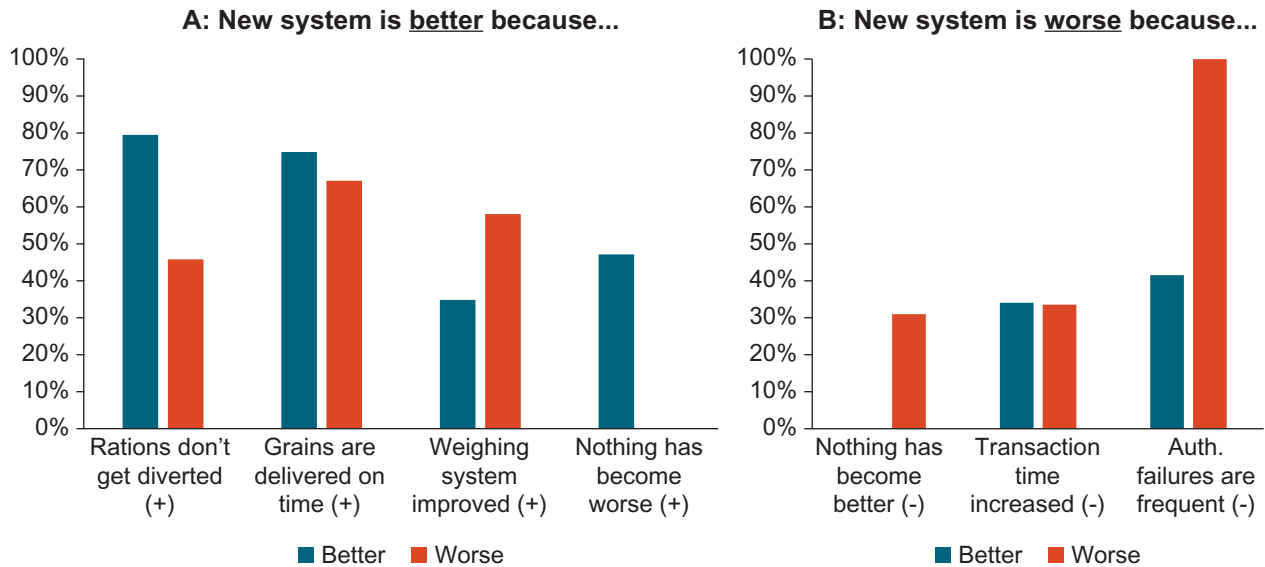 A: New system is better because...
100%
90%
80%
70%
60%
50%
40%
30%
20%
10%
0%
Rations don't
get diverted
(+)
Grains are
delivered on
time (+)
Weighing
system
improved (+)
Nothing has
become
worse (+)
Better
Worse
B: New system is worse because...
100%
90%
80%
70%
60%
50%
40%
30%
20%
10%
0%
Nothing has
become
better (-)
Transaction
time
increased (-)
Auth.
failures are
frequent (-)
Better
Worse